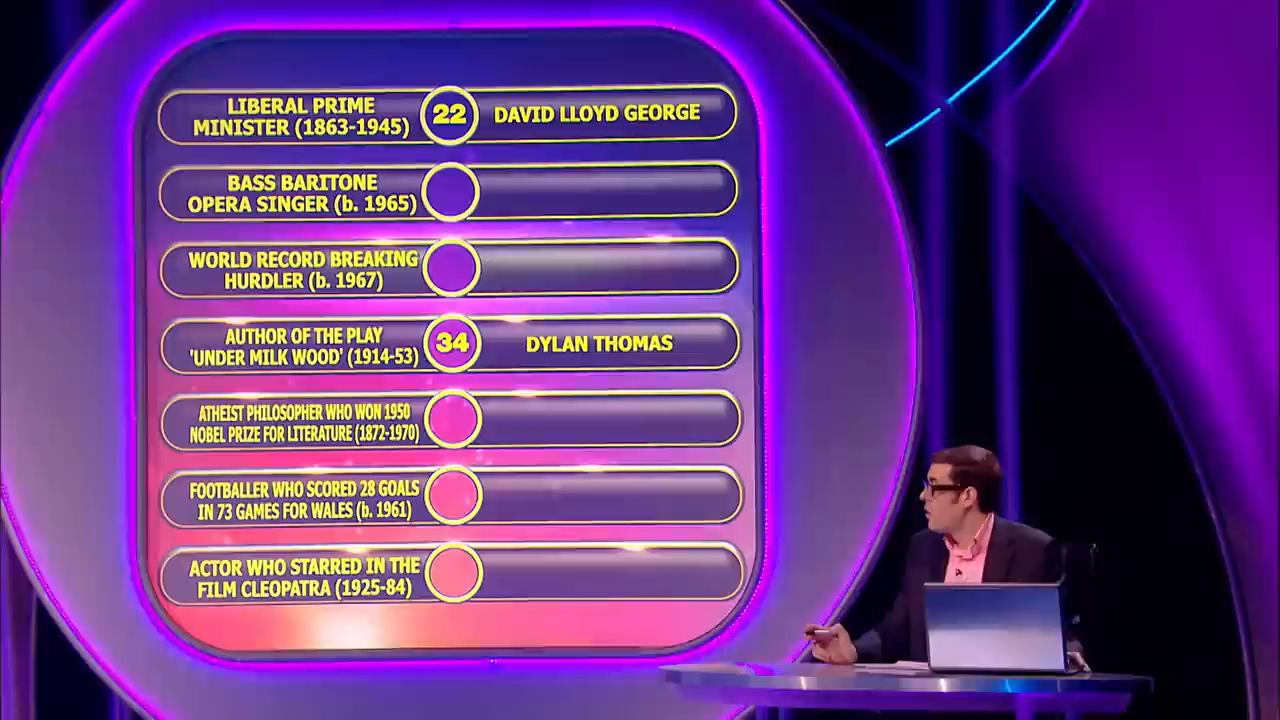 LIBERAL PRIME
MINISTER (1863-1945)
22
DAVID LLOYD GEORGE
BASS BARITONE
OPERA SINGER (b. 1965)
WORLD RECORD BREAKING
HURDLER (b. 1967)
AUTHOR OF THE PLAY
'UNDER MILK WOOD' (1914-53)
34
DYLAN THOMAS
ATHEIST PHILOSOPHER WHO WON 1950
NOBEL PRIZE FOR LITERATURE (1872-1970)
FOOTBALLER WHO SCORED 28 GOALS
IN 73 GAMES FOR WALES (b. 1961)
ACTOR WHO STARRED IN THE
FILM CLEOPATRA (1925-84)